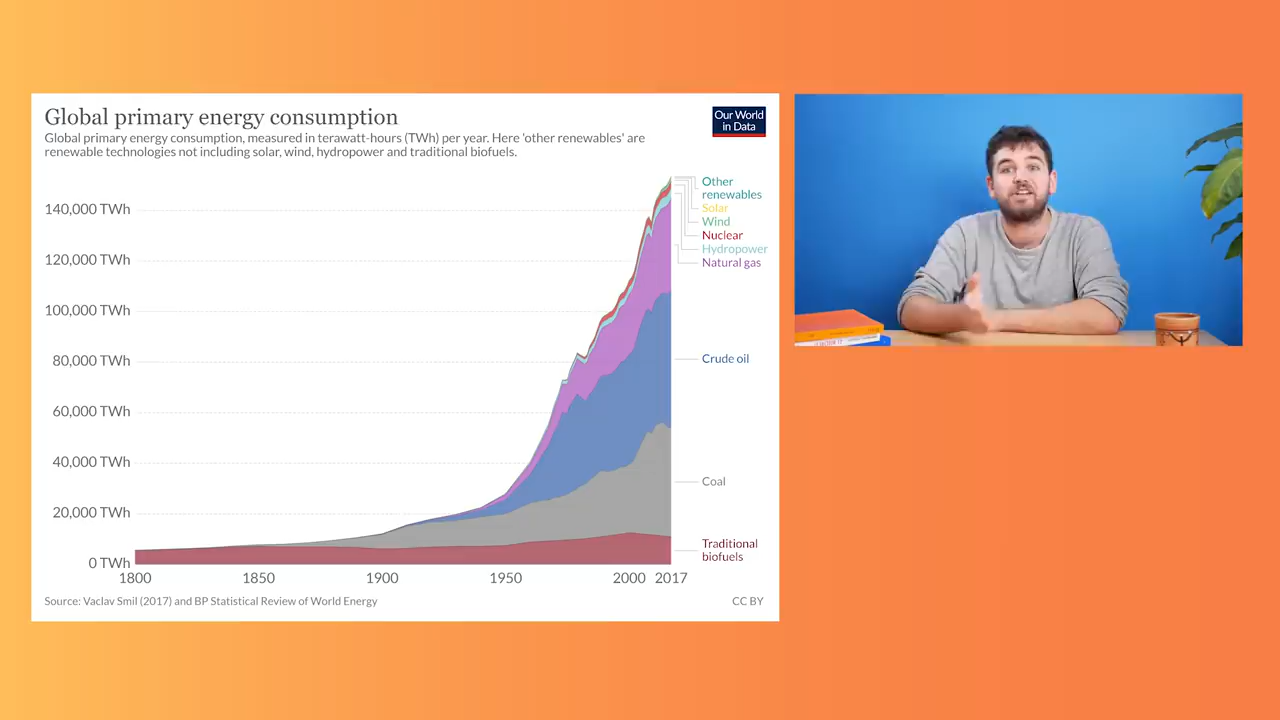 Global primary energy consumption
Global primary energy consumption, measured in terawatt-hours (TWh) per year. Here 'other renewables' are
renewable technologies not including solar, wind, hydropower and traditional biofuels.
Our World
in Data
140,000 TWh
120,000 TWh
100,000 TWh
80,000 TWh
60,000 TWh
40,000 TWh
20,000 TWh
0 TWh
1800
1850
1900
1950
2000
2017
Other
renewables
Solar
Wind
Nuclear
Hydropower
Natural gas
Crude oil
Coal
Traditional
biofuels
Source: Vaclav Smil (2017) and BP Statistical Review of World Energy
CC BY